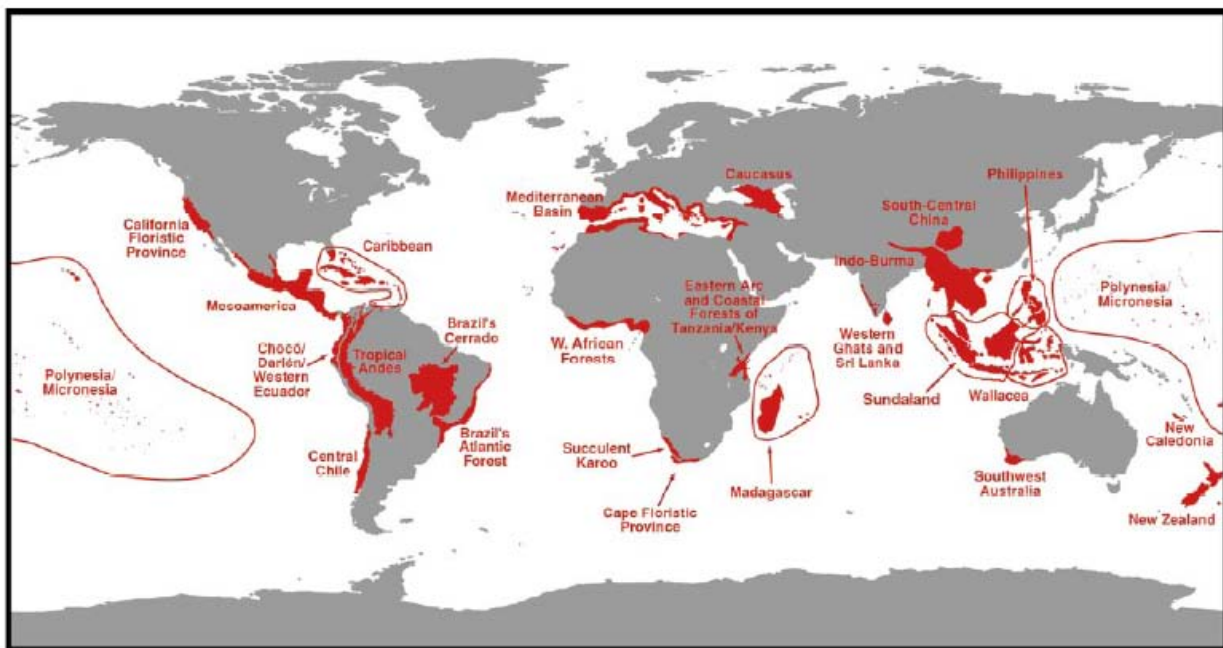 California
Floristic
Province
Caribbean
Mesoamerica
Polynesia/
Micronesia
Chocó/
Darién/
Western
Ecuador
Tropical
Andes
Brazil's
Cerrado
Brazil's
Atlantic
Forest
Central
Chile
Mediterranean
Basin
Caucasus
W. African
Forests
Eastern Arc
and Coastal
Forests of
Tanzania/Kenya
Succulent
Karoo
Cape Floristic
Province
Madagascar
South-Central
China
Indo-Burma
Western
Ghats and
Sri Lanka
Philippines
Sundaland
Wallacea
Polynesia/
Micronesia
New
Caledonia
Southwest
Australia
New Zealand